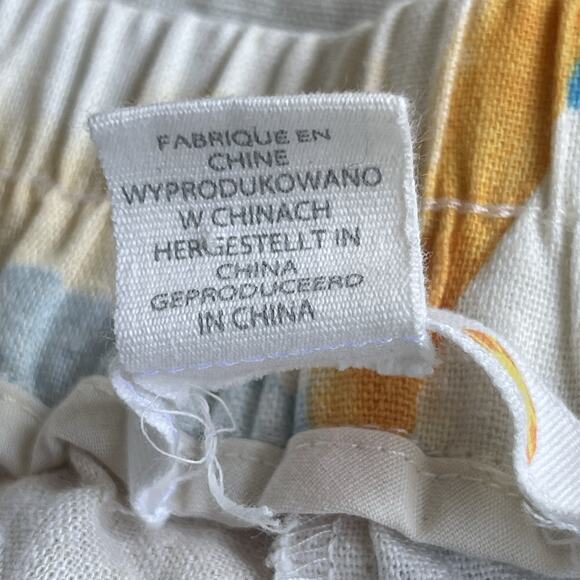 FABRIQUE EN
CHINE
WYPRODUKOWANO
W CHINACH
HERGESTELLT IN
CHINA
GEPRODUCEERD
IN CHINA